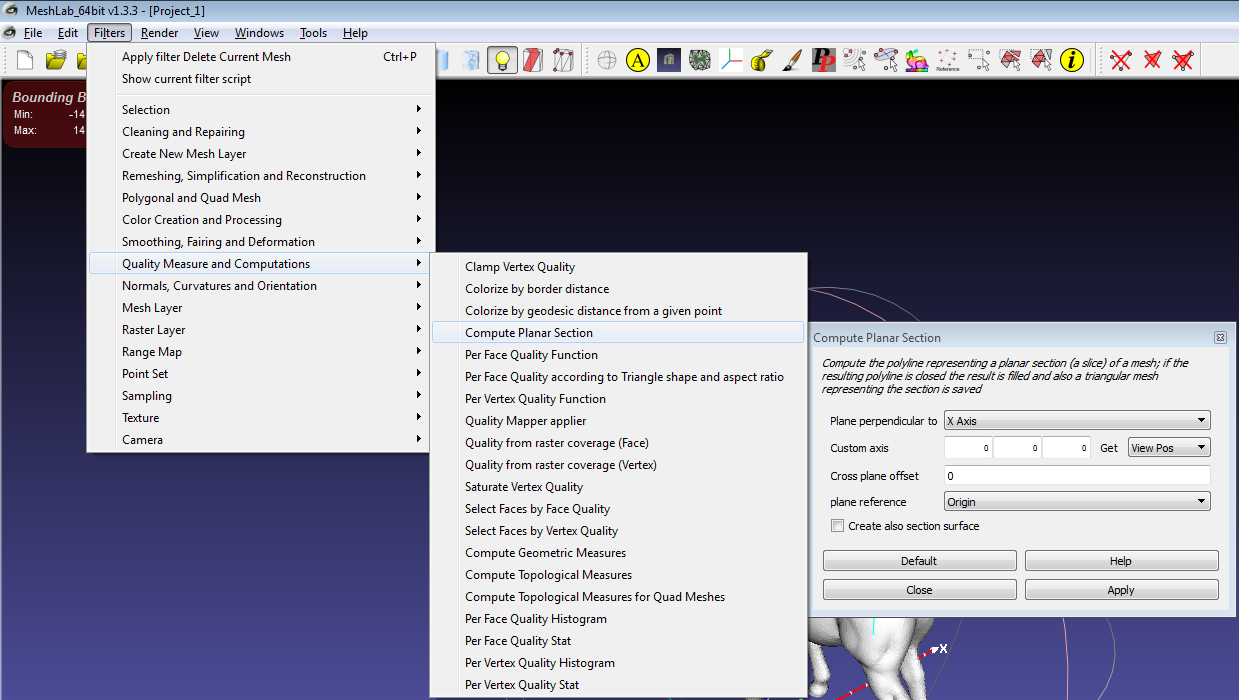 MeshLab_64bit v1.3.3 - [Project_1]
File Edit Filters Render View Windows Tools Help
Apply filter Delete Current Mesh Ctrl+P
Show current filter script
A
PP
Reference
i
Bounding B
Min: -14
Max: 14
Selection
Cleaning and Repairing
Create New Mesh Layer
Remeshing, Simplification and Reconstruction
Polygonal and Quad Mesh
Color Creation and Processing
Smoothing, Fairing and Deformation
Quality Measure and Computations
Normals, Curvatures and Orientation
Mesh Layer
Raster Layer
Range Map
Point Set
Sampling
Texture
Camera
Clamp Vertex Quality
Colorize by border distance
Colorize by geodesic distance from a given point
Compute Planar Section
Per Face Quality Function
Per Face Quality according to Triangle shape and aspect ratio
Per Vertex Quality Function
Quality Mapper applier
Quality from raster coverage (Face)
Quality from raster coverage (Vertex)
Saturate Vertex Quality
Select Faces by Face Quality
Select Faces by Vertex Quality
Compute Geometric Measures
Compute Topological Measures
Compute Topological Measures for Quad Meshes
Per Face Quality Histogram
Per Face Quality Stat
Per Vertex Quality Histogram
Per Vertex Quality Stat
Compute Planar Section
Compute the polyline representing a planar section (a slice) of a mesh; if the
resulting polyline is closed the result is filled and also a triangular mesh
representing the section is saved
Plane perpendicular to X Axis
Custom axis 0 0 0 Get View Pos
Cross plane offset 0
plane reference Origin
Create also section surface
Default Help
Close Apply
X